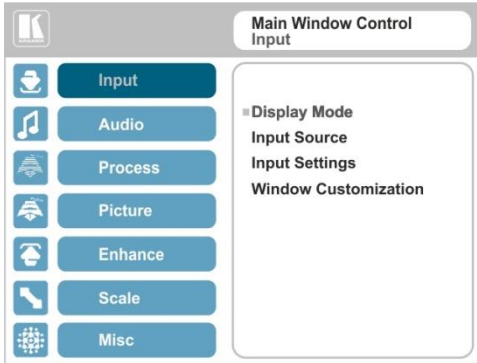 Main Window Control
Input
Input
Audio
Process
Picture
Enhance
Scale
Misc
Display Mode
Input Source
Input Settings
Window Customization